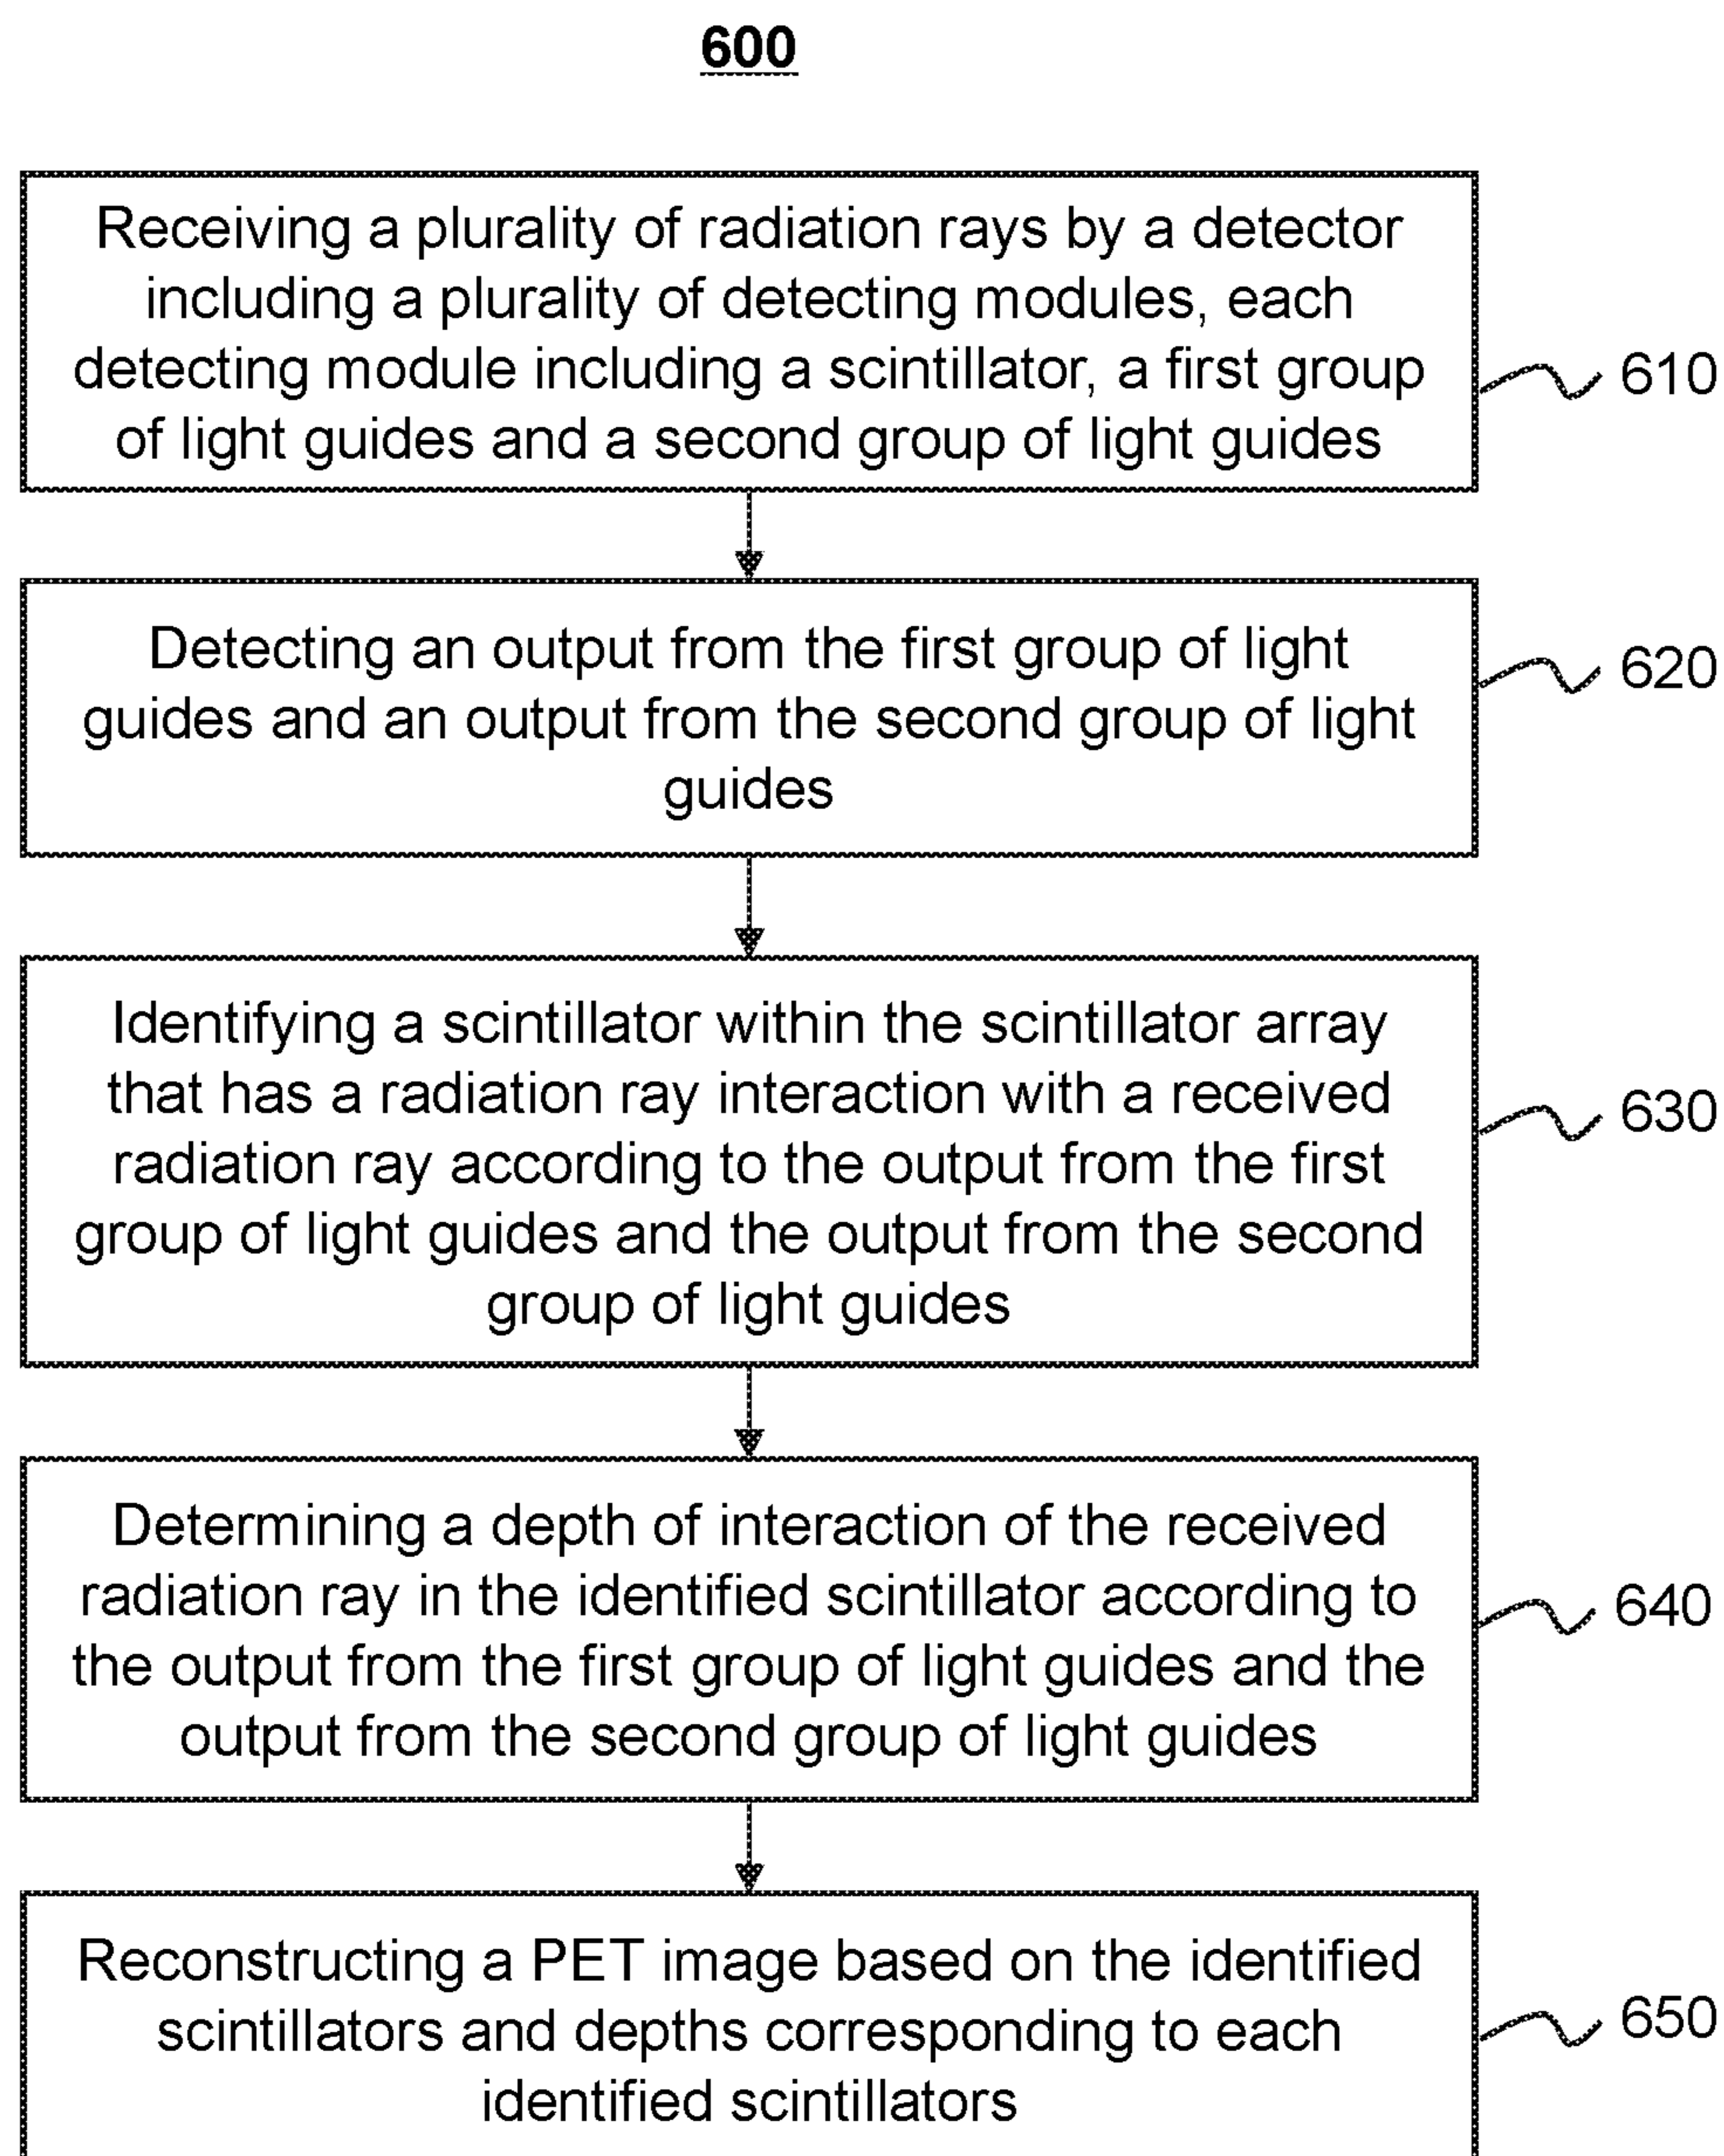 600
Receiving a plurality of radiation rays by a detector
including a plurality of detecting modules, each
detecting module including a scintillator, a first group
of light guides and a second group of light guides
610
Detecting an output from the first group of light
guides and an output from the second group of light
guides
620
Identifying a scintillator within the scintillator array
that has a radiation ray interaction with a received
radiation ray according to the output from the first
group of light guides and the output from the second
group of light guides
630
Determining a depth of interaction of the received
radiation ray in the identified scintillator according to
the output from the first group of light guides and the
output from the second group of light guides
640
Reconstructing a PET image based on the identified
scintillators and depths corresponding to each
identified scintillators
650